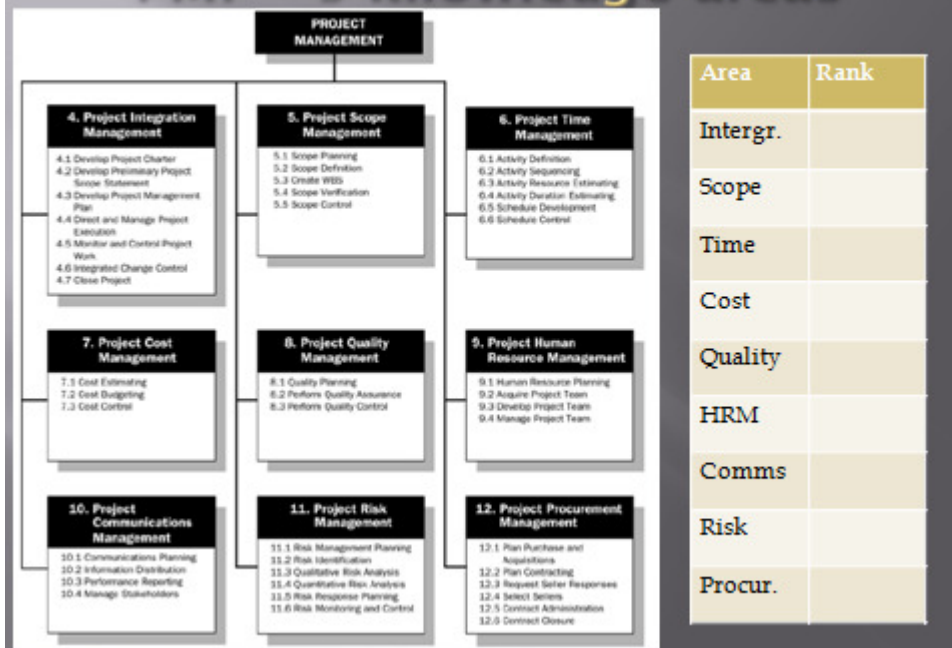 PROJECT
MANAGEMENT
4. Project Integration
Management
4.1 Develop Project Charter
4.2 Develop Preliminary Project
Scope Statement
4.3 Develop Project Management
Plan
4.4 Direct and Manage Project
Execution
4.5 Monitor and Control Project
Work
4.6 Integrated Change Control
4.7 Close Project
5. Project Scope
Management
5.1 Scope Planning
5.2 Scope Definition
5.3 Create WBS
5.4 Scope Verification
5.5 Scope Control
6. Project Time
Management
6.1 Activity Definition
6.2 Activity Sequencing
6.3 Activity Resource Estimating
6.4 Activity Duration Estimating
6.5 Schedule Development
6.6 Schedule Control
7. Project Cost
Management
7.1 Cost Estimating
7.2 Cost Budgeting
7.3 Cost Control
8. Project Quality
Management
8.1 Quality Planning
8.2 Perform Quality Assurance
8.3 Perform Quality Control
9. Project Human
Resource Management
9.1 Human Resource Planning
9.2 Acquire Project Team
9.3 Develop Project Team
9.4 Manage Project Team
10. Project
Communications
Management
10.1 Communications Planning
10.2 Information Distribution
10.3 Performance Reporting
10.4 Manage Stakeholders
11. Project Risk
Management
11.1 Risk Management Planning
11.2 Risk Identification
11.3 Qualitative Risk Analysis
11.4 Quantitative Risk Analysis
11.5 Risk Response Planning
11.6 Risk Monitoring and Control
12. Project Procurement
Management
12.1 Plan Purchase and
Acquisitions
12.2 Plan Contracting
12.3 Request Seller Responses
12.4 Select Sellers
12.5 Contract Administration
12.6 Contract Closure
Area Rank
Intergr.
Scope
Time
Cost
Quality
HRM
Comms
Risk
Procur.